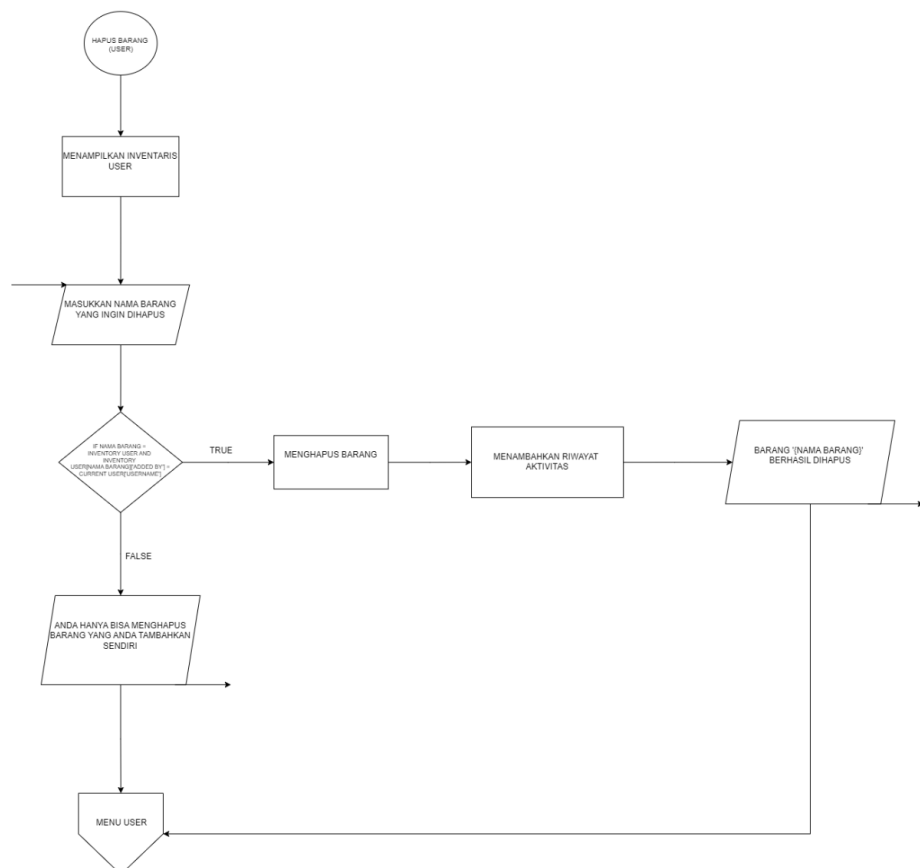 HAPUS BARANG
(USER)
MENAMPILKAN INVENTARIS
USER
MASUKKAN NAMA BARANG
YANG INGIN DIHAPUS
IF NAMA BARANG =
INVENTORY USER AND
INVENTORY
USER[NAMA BARANG]['ADDED BY'] =
CURRENT USER['USERNAME']
TRUE
MENGHAPUS BARANG
MENAMBAHKAN RIWAYAT
AKTIVITAS
BARANG '{NAMA BARANG}'
BERHASIL DIHAPUS
FALSE
ANDA HANYA BISA MENGHAPUS
BARANG YANG ANDA TAMBAHKAN
SENDIRI
MENU USER